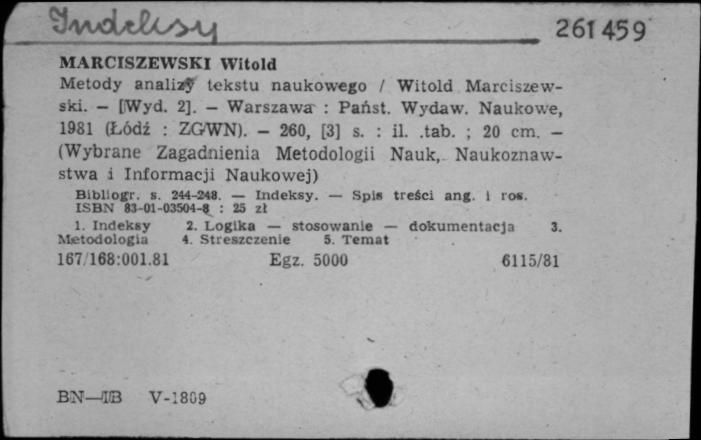 Indeksy 261459
MARCISZEWSKI Witold
Metody analizy tekstu naukowego / Witold Marciszew-
ski. — [Wyd. 2]. — Warszawa : Państ. Wydaw. Naukowe,
1981 (Łódź : ZGWN). — 260, [3] s. : il. .tab. ; 20 cm. —
(Wybrane Zagadnienia Metodologii Nauk, Naukoznaw-
stwa i Informacji Naukowej)
Bibliogr. s. 244-248. — Indeksy. — Spis treści ang. i ros.
ISBN 83-01-03504-8 : 25 zł
1. Indeksy 2. Logika — stosowanie — dokumentacja 3.
Metodologia 4. Streszczenie 5. Temat
167/168:001.81 Egz. 5000 6115/81
BN—IB V-1809